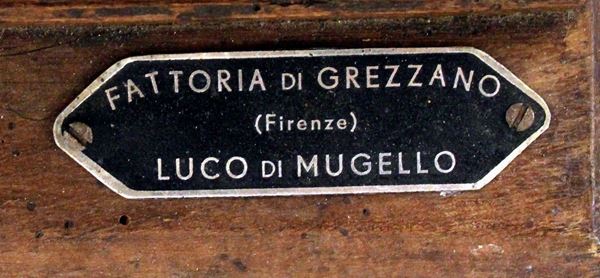 FATTORIA DI GREZZANO
(Firenze)
LUCO DI MUGELLO